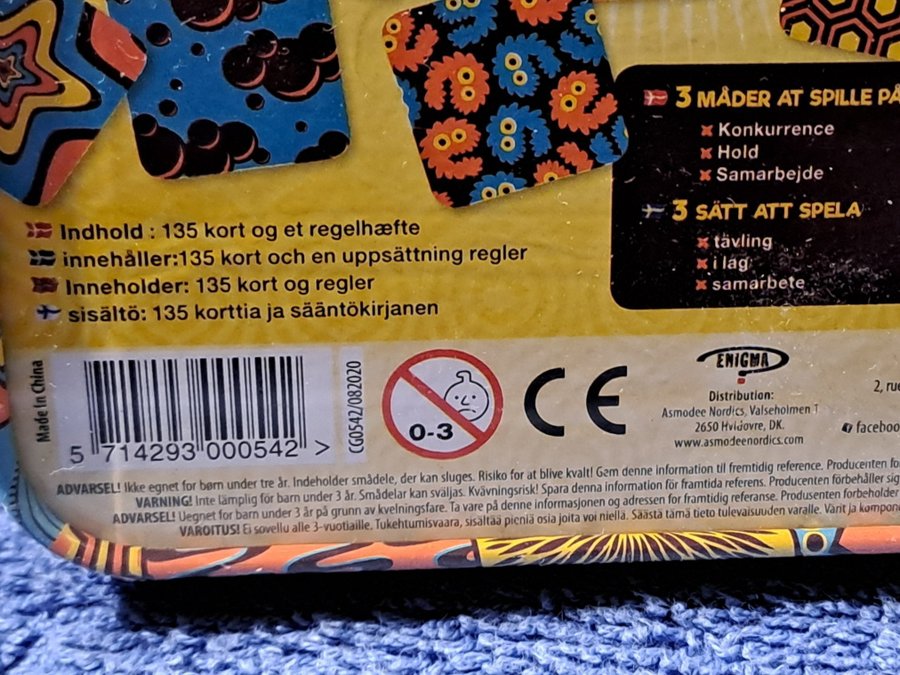 3 MÅDER AT SPILLE PÅ
Konkurrence
Hold
Samarbejde
3 SÄTT ATT SPELA
tävling
i lag
samarbete
Indhold : 135 kort og et regelhæfte
innehåller:135 kort och en uppsättning regler
Inneholder: 135 kort og regler
sisältö: 135 korttia ja sääntökirjanen
Made in China
5 714293 000542 >
CG0542/082020
0-3
CE
ENIGMA
Distribution:
Asmodee Nordics, Valseholmen 1
2650 Hvidovre, DK.
www.asmodeenordics.com
2, rue
faceboo
ADVARSEL! Ikke egnet for børn under tre år. Indeholder smådele, der kan sluges. Risiko for at blive kvalt! Gem denne information til fremtidig reference. Producenten fo
VARNING! Inte lämplig för barn under 3 år. Smådelar kan sväljas. Kvävningsrisk! Spara denna information för framtida referens. Producenten förbehåller sig
ADVARSEL! Uegnet for barn under 3 år på grunn av kvelningsfare. Ta vare på denne informasjonen og adressen for framtidig referanse. Produsenten forbeholder
VAROITUS! Ei sovellu alle 3-vuotiaille. Tukehtumisvaara, sisältää pieniä osia joita voi niellä. Säästä tämä tieto tulevaisuuden varalle. Värit ja kompone